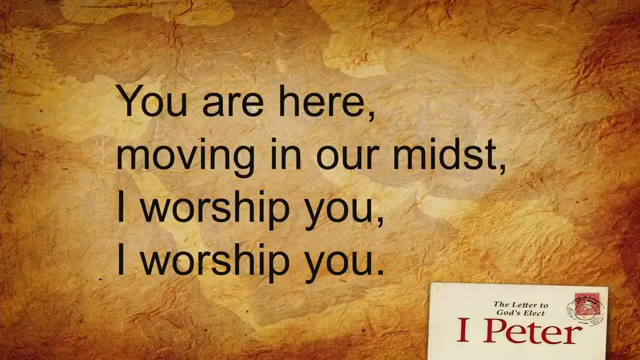 You are here,
moving in our midst,
I worship you,
I worship you.
The Letter to
God's Elect
I Peter